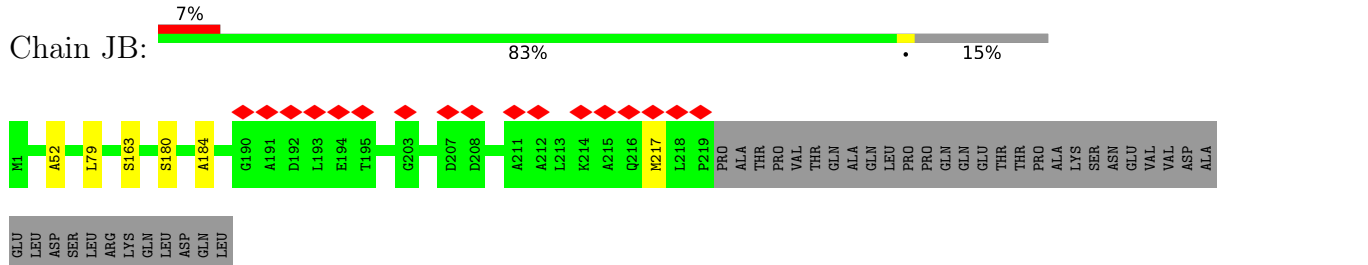 7%
Chain JB:
83% • 15%
M1 A52 L79 S163 S180 A184 G190 A191 D192 L193 E194 T195 G203 D207 D208 A211 A212 L213 K214 A215 Q216 M217 L218 P219 PRO ALA THR PRO VAL THR GLN ALA GLN LEU PRO PRO GLN GLN GLU THR THR PRO ALA LYS SER ASN GLU VAL VAL ASP ALA
GLU LEU ASP SER LEU ARG LYS GLN LEU ASP GLN LEU